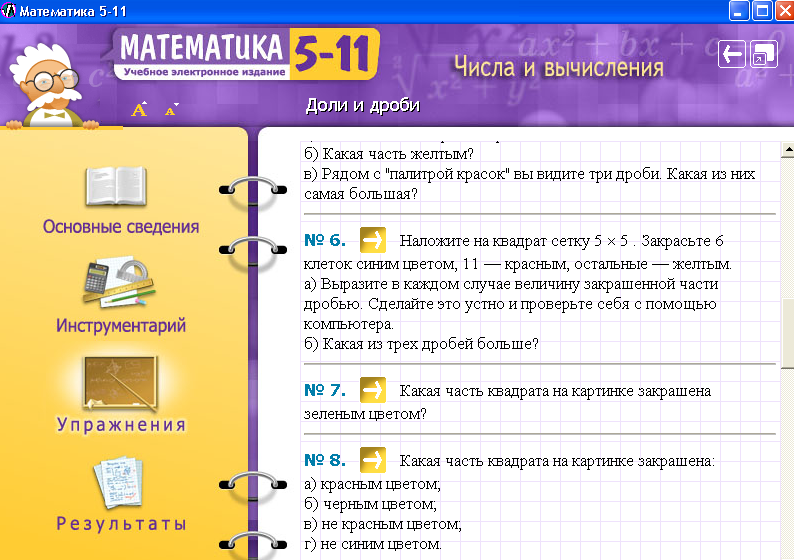 Математика 5-11
МАТЕМАТИКА 5-11
Учебное электронное издание
Числа и вычисления
А А
Доли и дроби
Основные сведения
Инструментарий
Упражнения
Результаты
б) Какая часть желтым?
в) Рядом с "палитрой красок" вы видите три дроби. Какая из них
самая большая?
№ 6. Наложите на квадрат сетку 5 × 5 . Закрасьте 6
клеток синим цветом, 11 — красным, остальные — желтым.
а) Выразите в каждом случае величину закрашенной части
дробью. Сделайте это устно и проверьте себя с помощью
компьютера.
б) Какая из трех дробей больше?
№ 7. Какая часть квадрата на картинке закрашена
зеленым цветом?
№ 8. Какая часть квадрата на картинке закрашена:
а) красным цветом;
б) черным цветом;
в) не красным цветом;
г) не синим цветом.